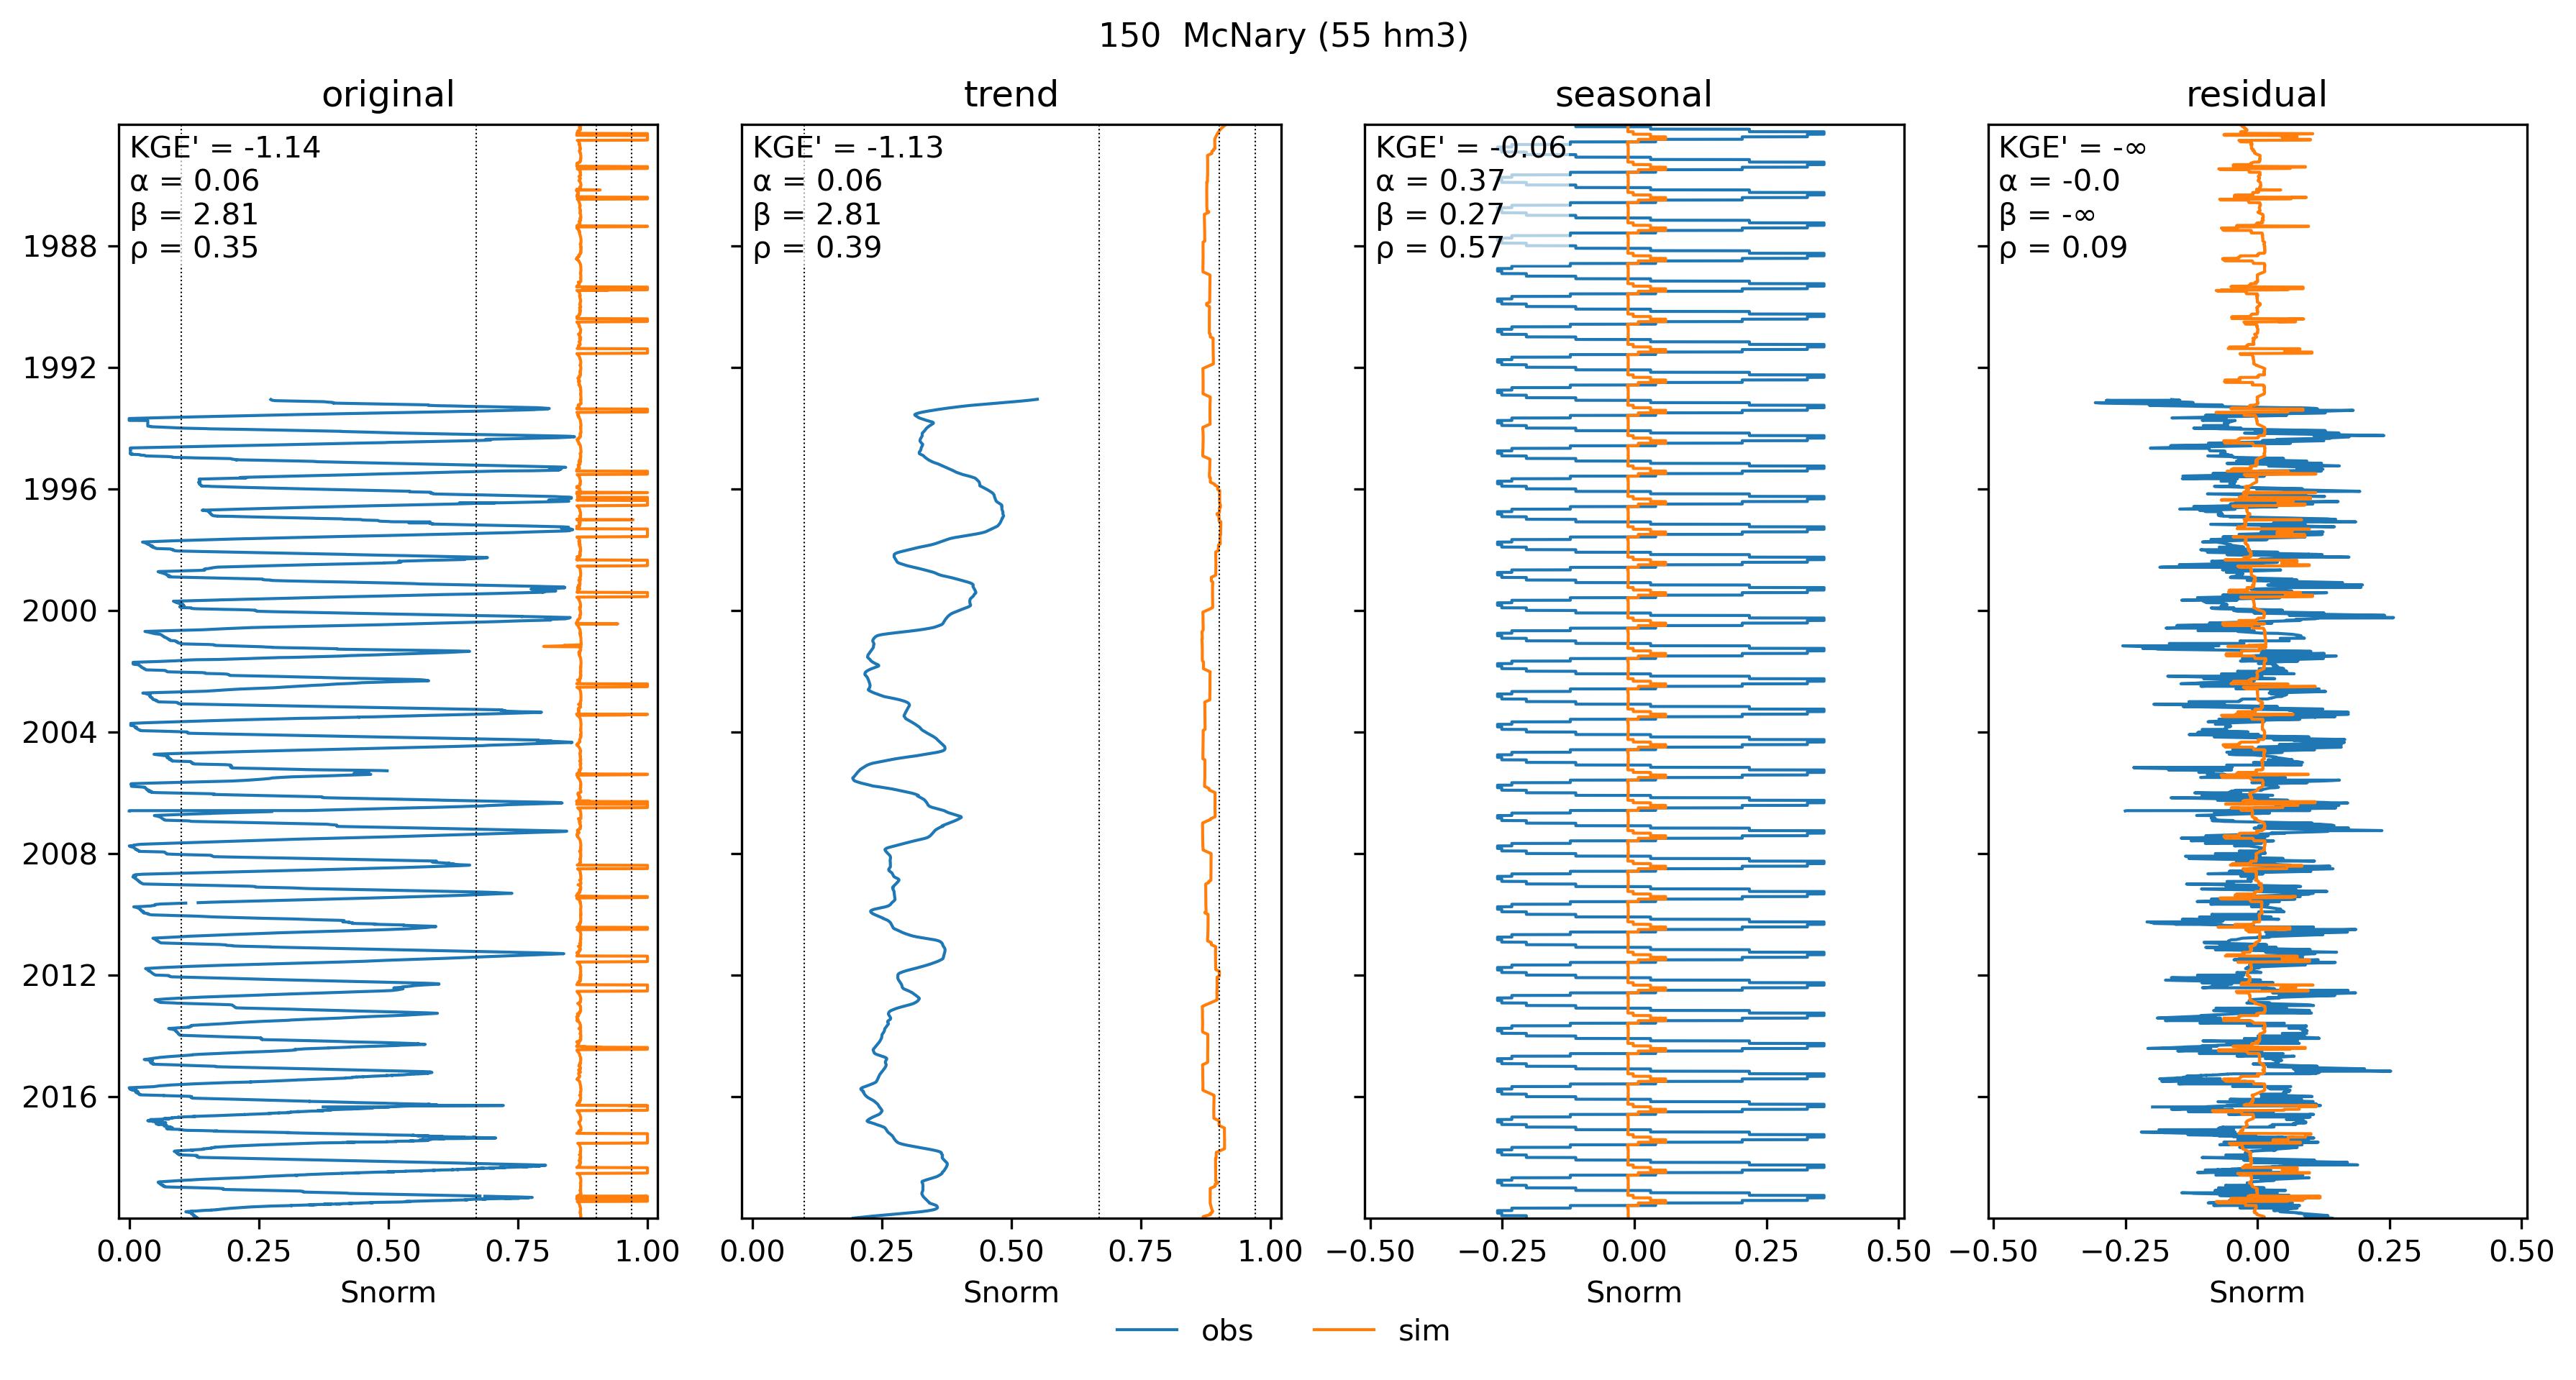 150  McNary (55 hm3)
original
KGE' = -1.14
α = 0.06
β = 2.81
ρ = 0.35
1988
1992
1996
2000
2004
2008
2012
2016
0.00 0.25 0.50 0.75 1.00
Snorm
trend
KGE' = -1.13
α = 0.06
β = 2.81
ρ = 0.39
0.00 0.25 0.50 0.75 1.00
Snorm
seasonal
KGE' = -0.06
α = 0.37
β = 0.27
ρ = 0.57
−0.50 −0.25 0.00 0.25 0.50
Snorm
residual
KGE' = -∞
α = -0.0
β = -∞
ρ = 0.09
−0.50 −0.25 0.00 0.25 0.50
Snorm
obs sim